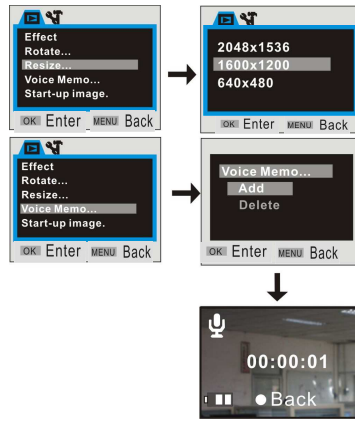 Effect
Rotate...
Resize...
Voice Memo...
Start-up image.
OK Enter MENU Back
2048x1536
1600x1200
640x480
OK Enter MENU Back
Effect
Rotate...
Resize...
Voice Memo...
Start-up image.
OK Enter MENU Back
Voice Memo...
Add
Delete
OK Enter MENU Back
00:00:01
Back